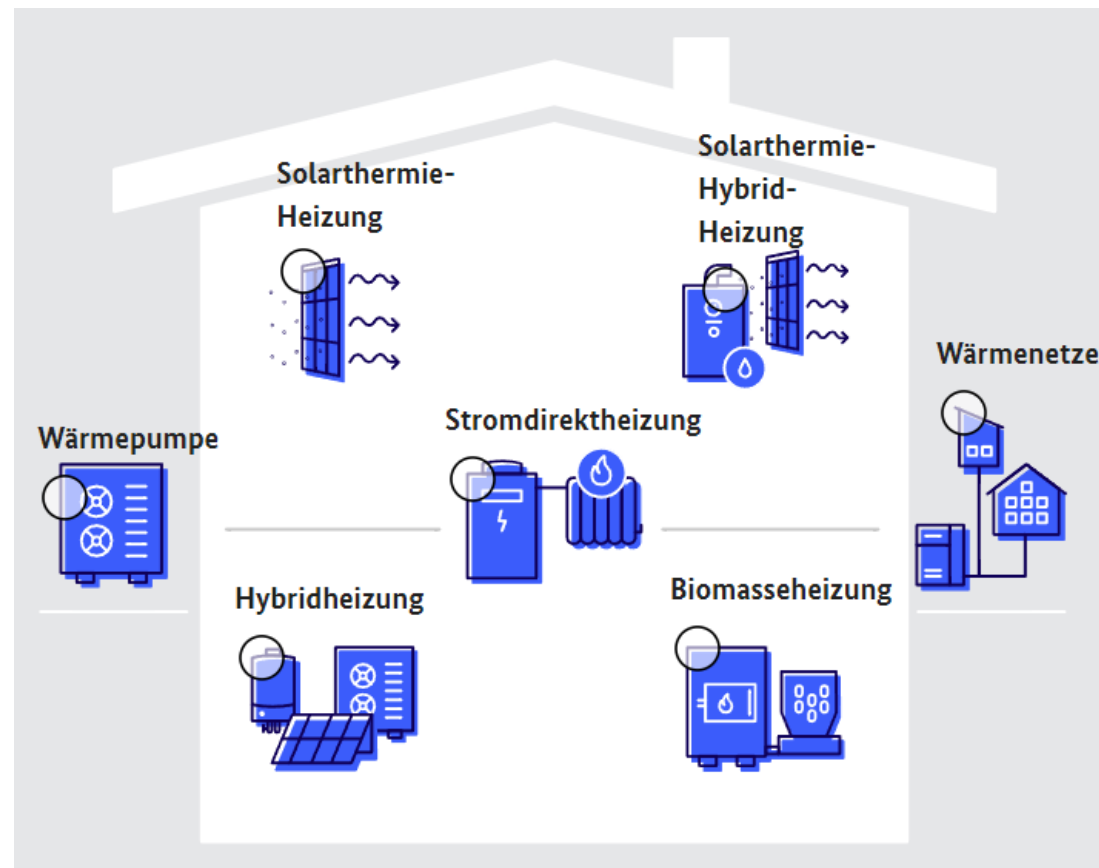 Solarthermie-
Heizung
Solarthermie-
Hybrid-
Heizung
Wärmenetze
Stromdirektheizung
Wärmepumpe
Hybridheizung
Biomasseheizung